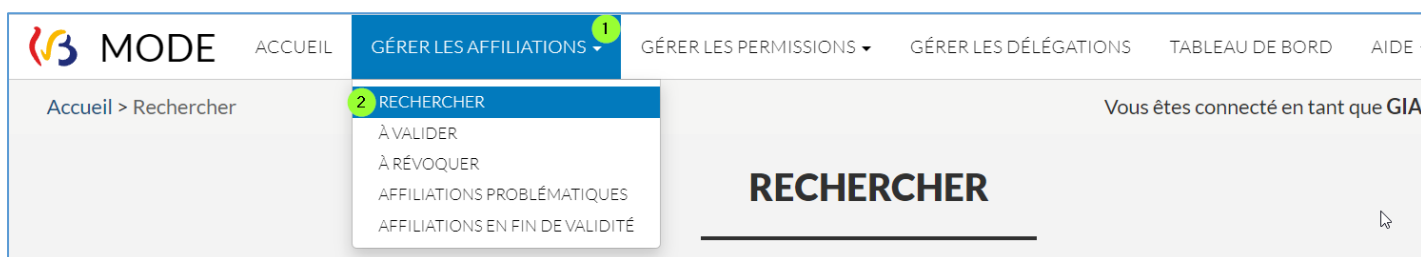 MODE ACCUEIL GÉRER LES AFFILIATIONS 1 GÉRER LES PERMISSIONS GÉRER LES DÉLÉGATIONS TABLEAU DE BORD AIDE
Accueil > Rechercher
Vous êtes connecté en tant que GIA
2 RECHERCHER
À VALIDER
À RÉVOQUER
AFFILIATIONS PROBLÉMATIQUES
AFFILIATIONS EN FIN DE VALIDITÉ
RECHERCHER